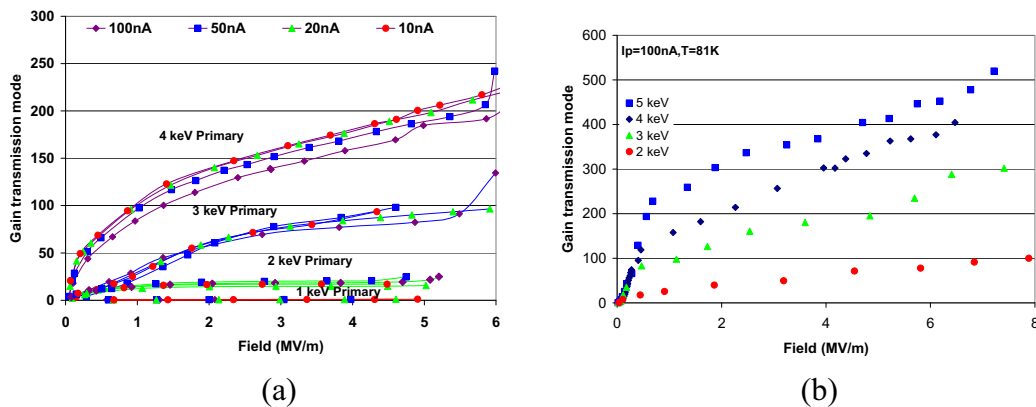 100nA 50nA 20nA 10nA
Gain transmission mode
300
250
200
150
100
50
0
4 keV Primary
3 keV Primary
2 keV Primary
1 keV Primary
0 1 2 3 4 5 6
Field (MV/m)
(a)
Gain transmission mode
600
500
400
300
200
100
0
Ip=100nA,T=81K
5 keV
4 keV
3 keV
2 keV
0 2 4 6 8
Field (MV/m)
(b)